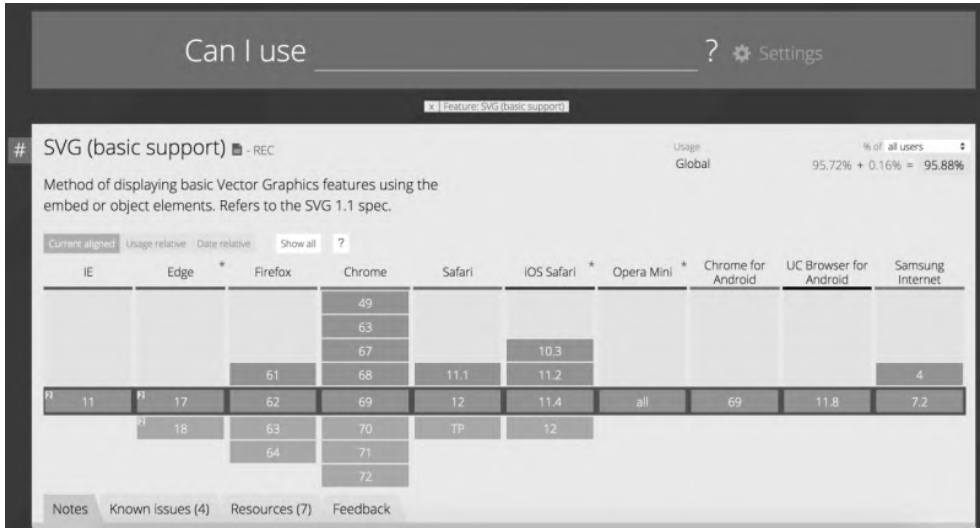 Can I use ? Settings
x Feature: SVG (basic support)
# SVG (basic support) - REC
Usage % of all users
Global 95.72% + 0.16% = 95.88%
Method of displaying basic Vector Graphics features using the
embed or object elements. Refers to the SVG 1.1 spec.
Current aligned Usage relative Date relative Show all ?
IE Edge * Firefox Chrome Safari iOS Safari * Opera Mini * Chrome for Android UC Browser for Android Samsung Internet
49
63
67 10.3
61 68 11.1 11.2 4
2 11 2 17 62 69 12 11.4 all 69 11.8 7.2
2 18 63 70 TP 12
64 71
72
Notes Known issues (4) Resources (7) Feedback